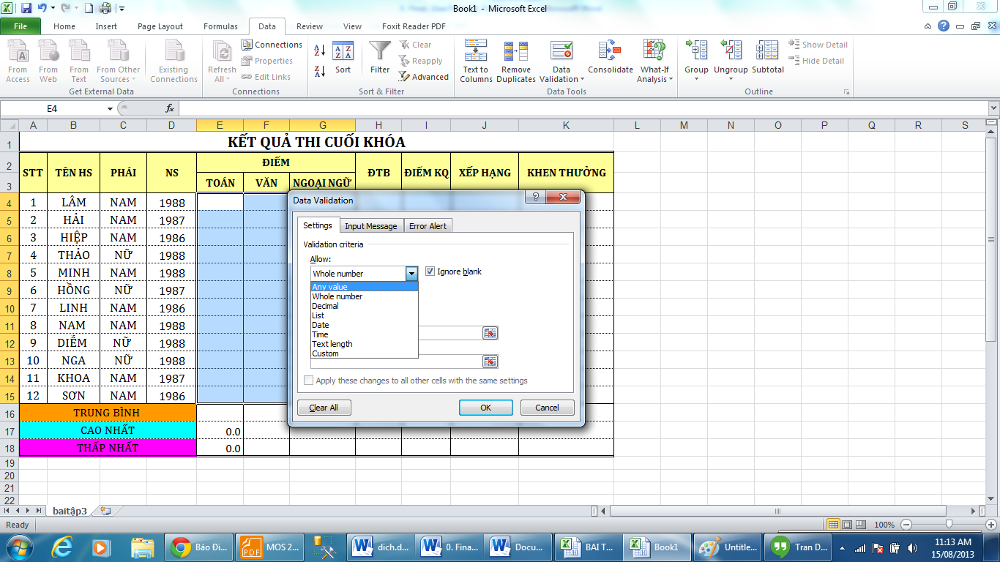 Book1 - Microsoft Excel
File Home Insert Page Layout Formulas Data Review View Foxit Reader PDF
From Access
From Web
From Text
From Other Sources
Existing Connections
Get External Data
Refresh All
Connections
Properties
Edit Links
Connections
Sort
Filter
Clear
Reapply
Advanced
Sort & Filter
Text to Columns
Remove Duplicates
Data Validation
Consolidate
What-If Analysis
Data Tools
Group
Ungroup
Subtotal
Show Detail
Hide Detail
Outline
E4 fx
A B C D E F G H I J K L M N O P Q R S
1 KẾT QUẢ THI CUỐI KHÓA
2 STT TÊN HS PHÁI NS ĐIỂM ĐTB ĐIỂM KQ XẾP HẠNG KHEN THƯỞNG
3 TOÁN VĂN NGOẠI NGỮ
4 1 LÂM NAM 1988
5 2 HẢI NAM 1987
6 3 HIỆP NAM 1986
7 4 THẢO NỮ 1988
8 5 MINH NAM 1988
9 6 HỒNG NỮ 1987
10 7 LINH NAM 1986
11 8 NAM NAM 1988
12 9 DIỄM NỮ 1988
13 10 NGA NỮ 1988
14 11 KHOA NAM 1987
15 12 SƠN NAM 1986
16 TRUNG BÌNH
17 CAO NHẤT 0.0
18 THẤP NHẤT 0.0
19
20
21
22
Data Validation
Settings Input Message Error Alert
Validation criteria
Allow:
Whole number
Ignore blank
Any value
Whole number
Decimal
List
Date
Time
Text length
Custom
Apply these changes to all other cells with the same settings
Clear All OK Cancel
baitập3
Ready 100%
Báo Đi... MOS 2... dich.d... 0. Fina... Docu... BAI T... Book1 Untitle... Tran D...
11:13 AM
15/08/2013